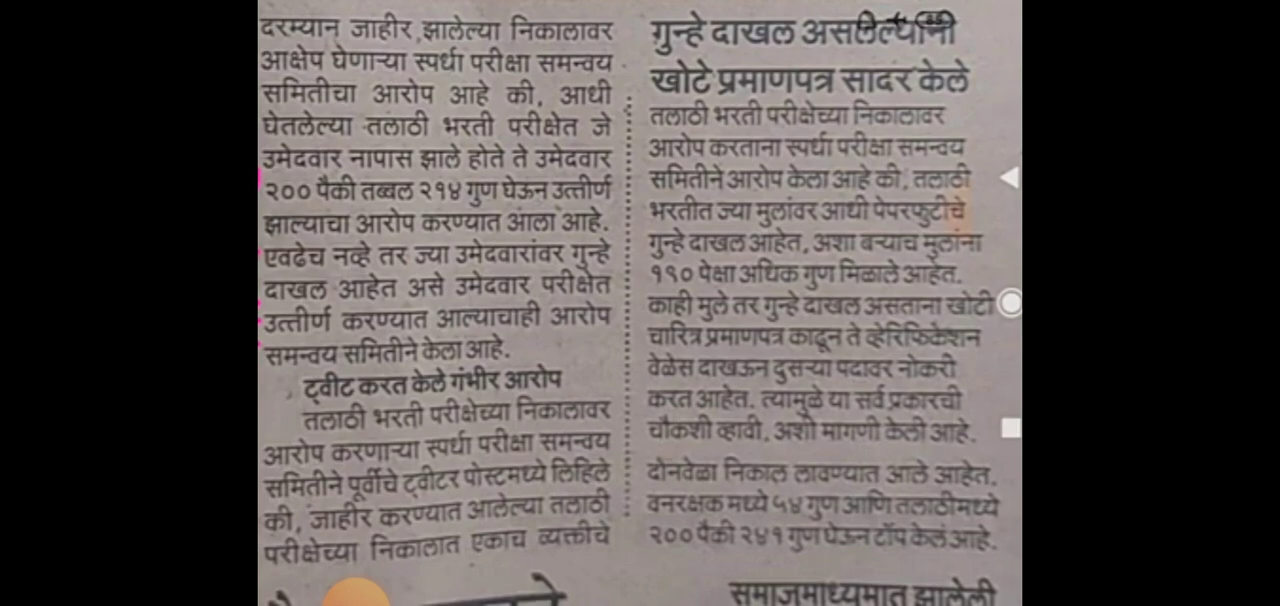 दरम्यान जाहीर झालेल्या निकालावर
आक्षेप घेणाऱ्या स्पर्धा परीक्षा समन्वय
समितीचा आरोप आहे की, आधी
घेतलेल्या तलाठी भरती परीक्षेत जे
उमेदवार नापास झाले होते ते उमेदवार
२०० पैकी तब्बल २१४ गुण घेऊन उत्तीर्ण
झाल्याचा आरोप करण्यात आला आहे.
एवढेच नव्हे तर ज्या उमेदवारांवर गुन्हे
दाखल आहेत असे उमेदवार परीक्षेत
उत्तीर्ण करण्यात आल्याचाही आरोप
समन्वय समितीने केला आहे.
ट्वीट करत केले गंभीर आरोप
तलाठी भरती परीक्षेच्या निकालावर
आरोप करणाऱ्या स्पर्धा परीक्षा समन्वय
समितीने पूर्वीचे ट्वीटर पोस्टमध्ये लिहिले
की, जाहीर करण्यात आलेल्या तलाठी
परीक्षेच्या निकालात एकाच व्यक्तीचे
गुन्हे दाखल असलेल्यांनी
खोटे प्रमाणपत्र सादर केले
तलाठी भरती परीक्षेच्या निकालावर
आरोप करताना स्पर्धा परीक्षा समन्वय
समितीने आरोप केला आहे की, तलाठी
भरतीत ज्या मुलांवर आधी पेपरफुटीचे
गुन्हे दाखल आहेत, अशा बऱ्याच मुलांना
१९० पेक्षा अधिक गुण मिळाले आहेत.
काही मुले तर गुन्हे दाखल असताना खोटी
चारित्र प्रमाणपत्र काढून ते व्हेरिफिकेशन
वेळेस दाखऊन दुसऱ्या पदावर नोकरी
करत आहेत. त्यामुळे या सर्व प्रकारची
चौकशी व्हावी, अशी मागणी केली आहे.
दोनवेळा निकाल लावण्यात आले आहेत.
वनरक्षक मध्ये ५४ गुण आणि तलाठीमध्ये
२०० पैकी २४१ गुण घेऊन टॉप केलं आहे.
समाजमाध्यमात झालेली